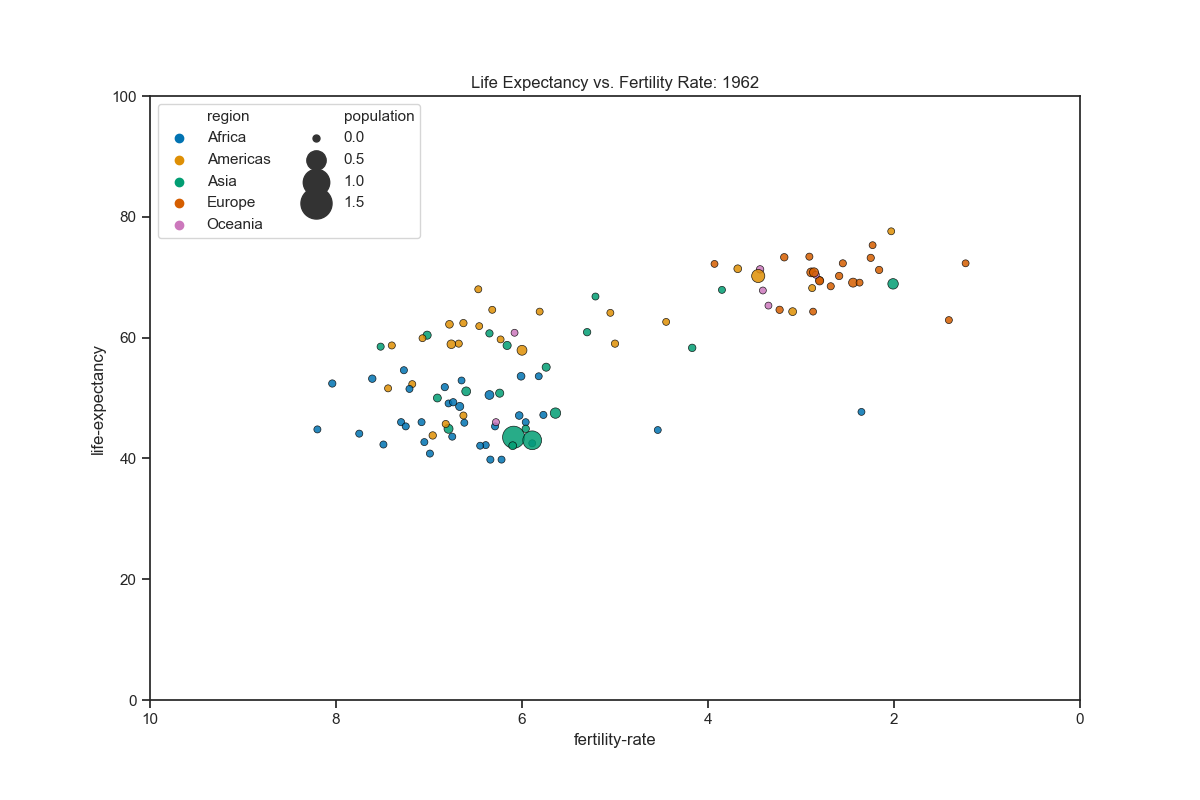 Life Expectancy vs. Fertility Rate: 1962
100
80
60
40
20
0
life-expectancy
region
Africa
Americas
Asia
Europe
Oceania
population
0.0
0.5
1.0
1.5
10
8
6
4
2
0
fertility-rate